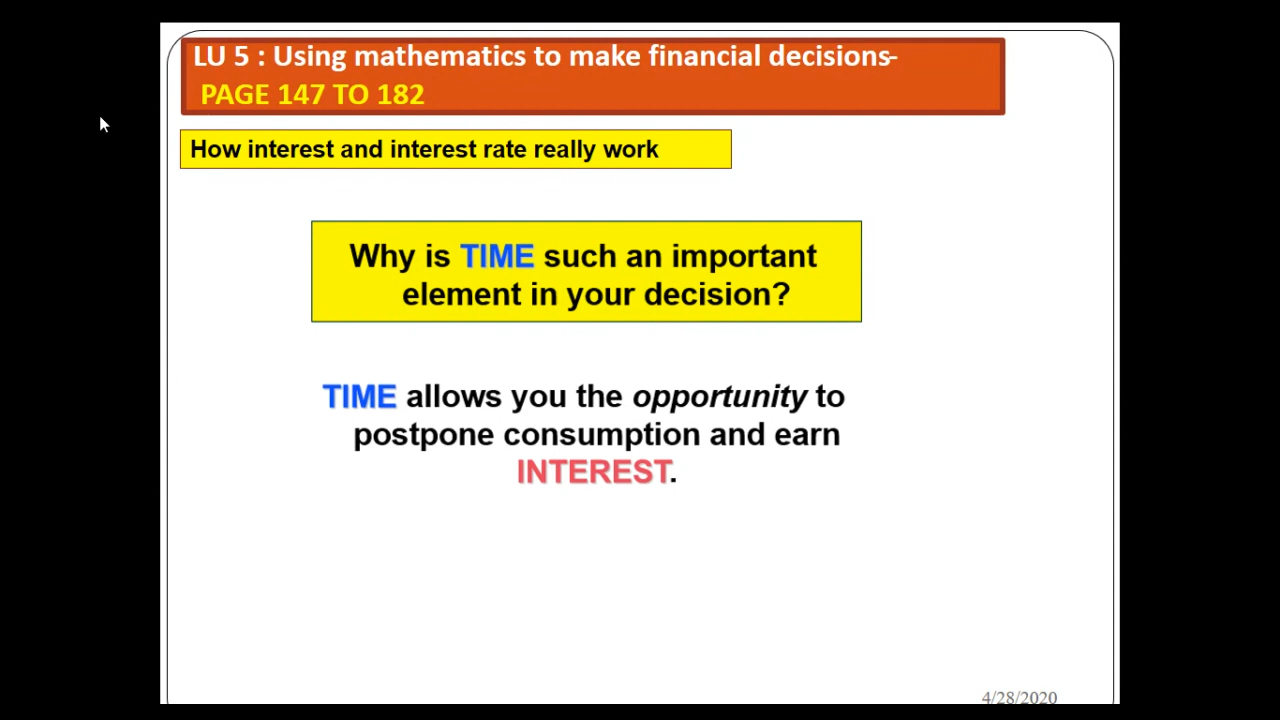 LU 5 : Using mathematics to make financial decisions-
PAGE 147 TO 182
How interest and interest rate really work
Why is TIME such an important
element in your decision?
TIME allows you the opportunity to
postpone consumption and earn
INTEREST.
4/28/2020